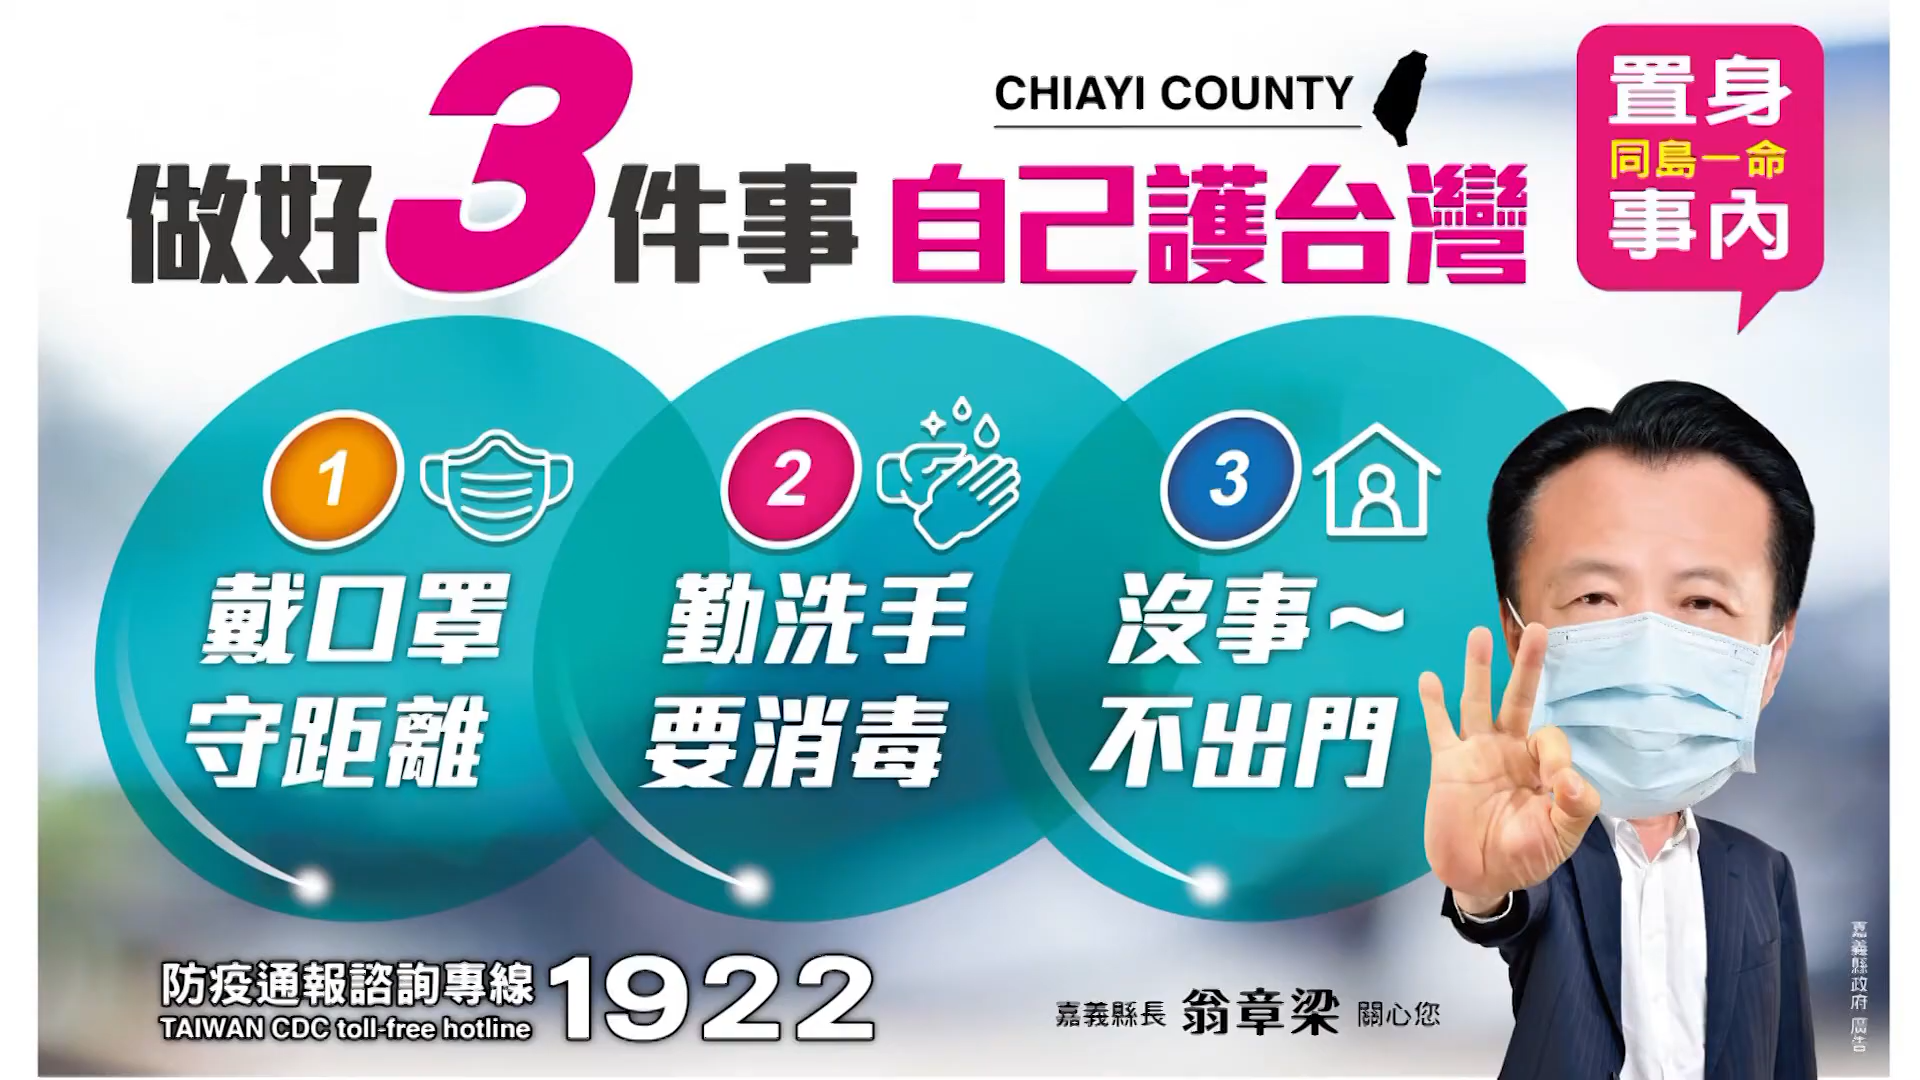 CHIAYI COUNTY
做好3件事 自己護台灣
置身
同島一命
事內
1
戴口罩
守距離
2
勤洗手
要消毒
3
沒事～
不出門
防疫通報諮詢專線 1922
TAIWAN CDC toll-free hotline
嘉義縣長 翁章梁 關心您
嘉義縣政府 廣告